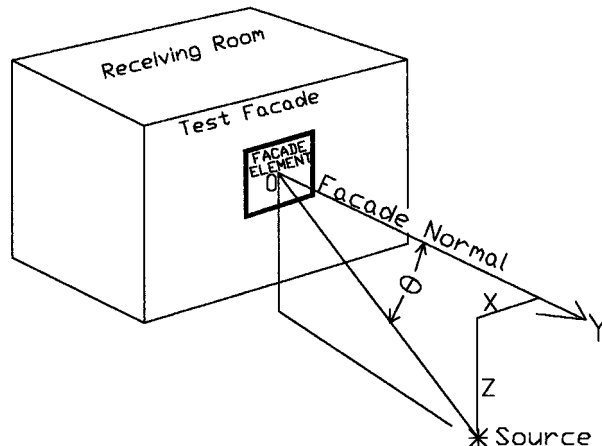 Receiving Room
Test Facade
FACADE
ELEMENT
O
Facade Normal
θ
X
Y
Z
Source